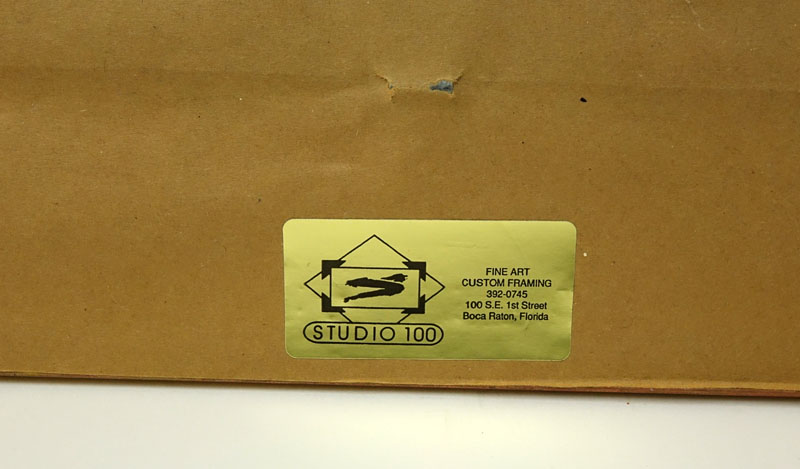 STUDIO 100
FINE ART
CUSTOM FRAMING
392-0745
100 S.E. 1st Street
Boca Raton, Florida